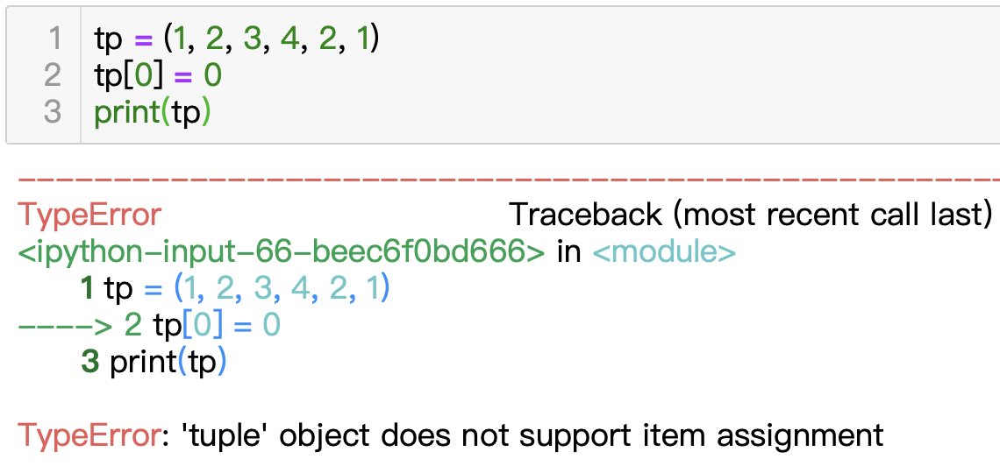 1 tp = (1, 2, 3, 4, 2, 1)
2 tp[0] = 0
3 print(tp)
---------------------------------------------------------------
TypeError Traceback (most recent call last)
<ipython-input-66-beec6f0bd666> in <module>
1 tp = (1, 2, 3, 4, 2, 1)
----> 2 tp[0] = 0
3 print(tp)
TypeError: 'tuple' object does not support item assignment